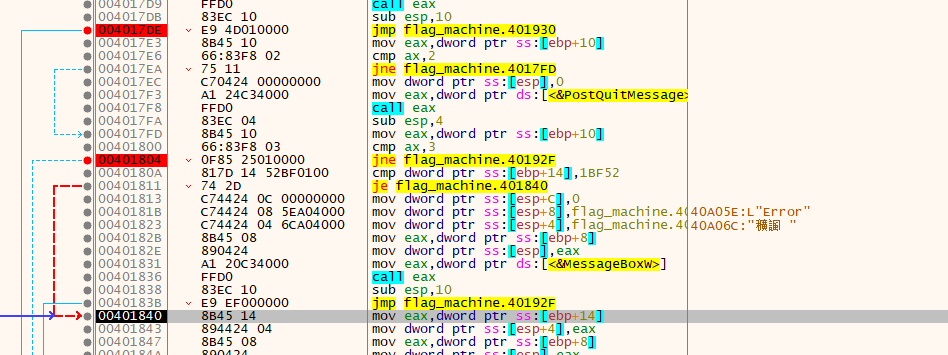 004017D9 FFD0 call eax
004017DB 83EC 10 sub esp,10
004017DE E9 4D010000 jmp flag_machine.401930
004017E3 8B45 10 mov eax,dword ptr ss:[ebp+10]
004017E6 66:83F8 02 cmp ax,2
004017EA 75 11 jne flag_machine.4017FD
004017EC C70424 00000000 mov dword ptr ss:[esp],0
004017F3 A1 24C34000 mov eax,dword ptr ds:[<&PostQuitMessage>
004017F8 FFD0 call eax
004017FA 83EC 04 sub esp,4
004017FD 8B45 10 mov eax,dword ptr ss:[ebp+10]
00401800 66:83F8 03 cmp ax,3
00401804 0F85 25010000 jne flag_machine.40192F
0040180A 817D 14 52BF0100 cmp dword ptr ss:[ebp+14],1BF52
00401811 74 2D je flag_machine.401840
00401813 C74424 0C 00000000 mov dword ptr ss:[esp+C],0
0040181B C74424 08 5EA04000 mov dword ptr ss:[esp+8],flag_machine.40 40A05E:L"Error"
00401823 C74424 04 6CA04000 mov dword ptr ss:[esp+4],flag_machine.40 40A06C:"
0040182B 8B45 08 mov eax,dword ptr ss:[ebp+8]
0040182E 890424 mov dword ptr ss:[esp],eax
00401831 A1 20C34000 mov eax,dword ptr ds:[<&MessageBoxW>]
00401836 FFD0 call eax
00401838 83EC 10 sub esp,10
0040183B E9 EF000000 jmp flag_machine.40192F
00401840 8B45 14 mov eax,dword ptr ss:[ebp+14]
00401843 894424 04 mov dword ptr ss:[esp+4],eax
00401847 8B45 08 mov eax,dword ptr ss:[ebp+8]
0040184A 890424 mov dword ptr ss:[esp],eax